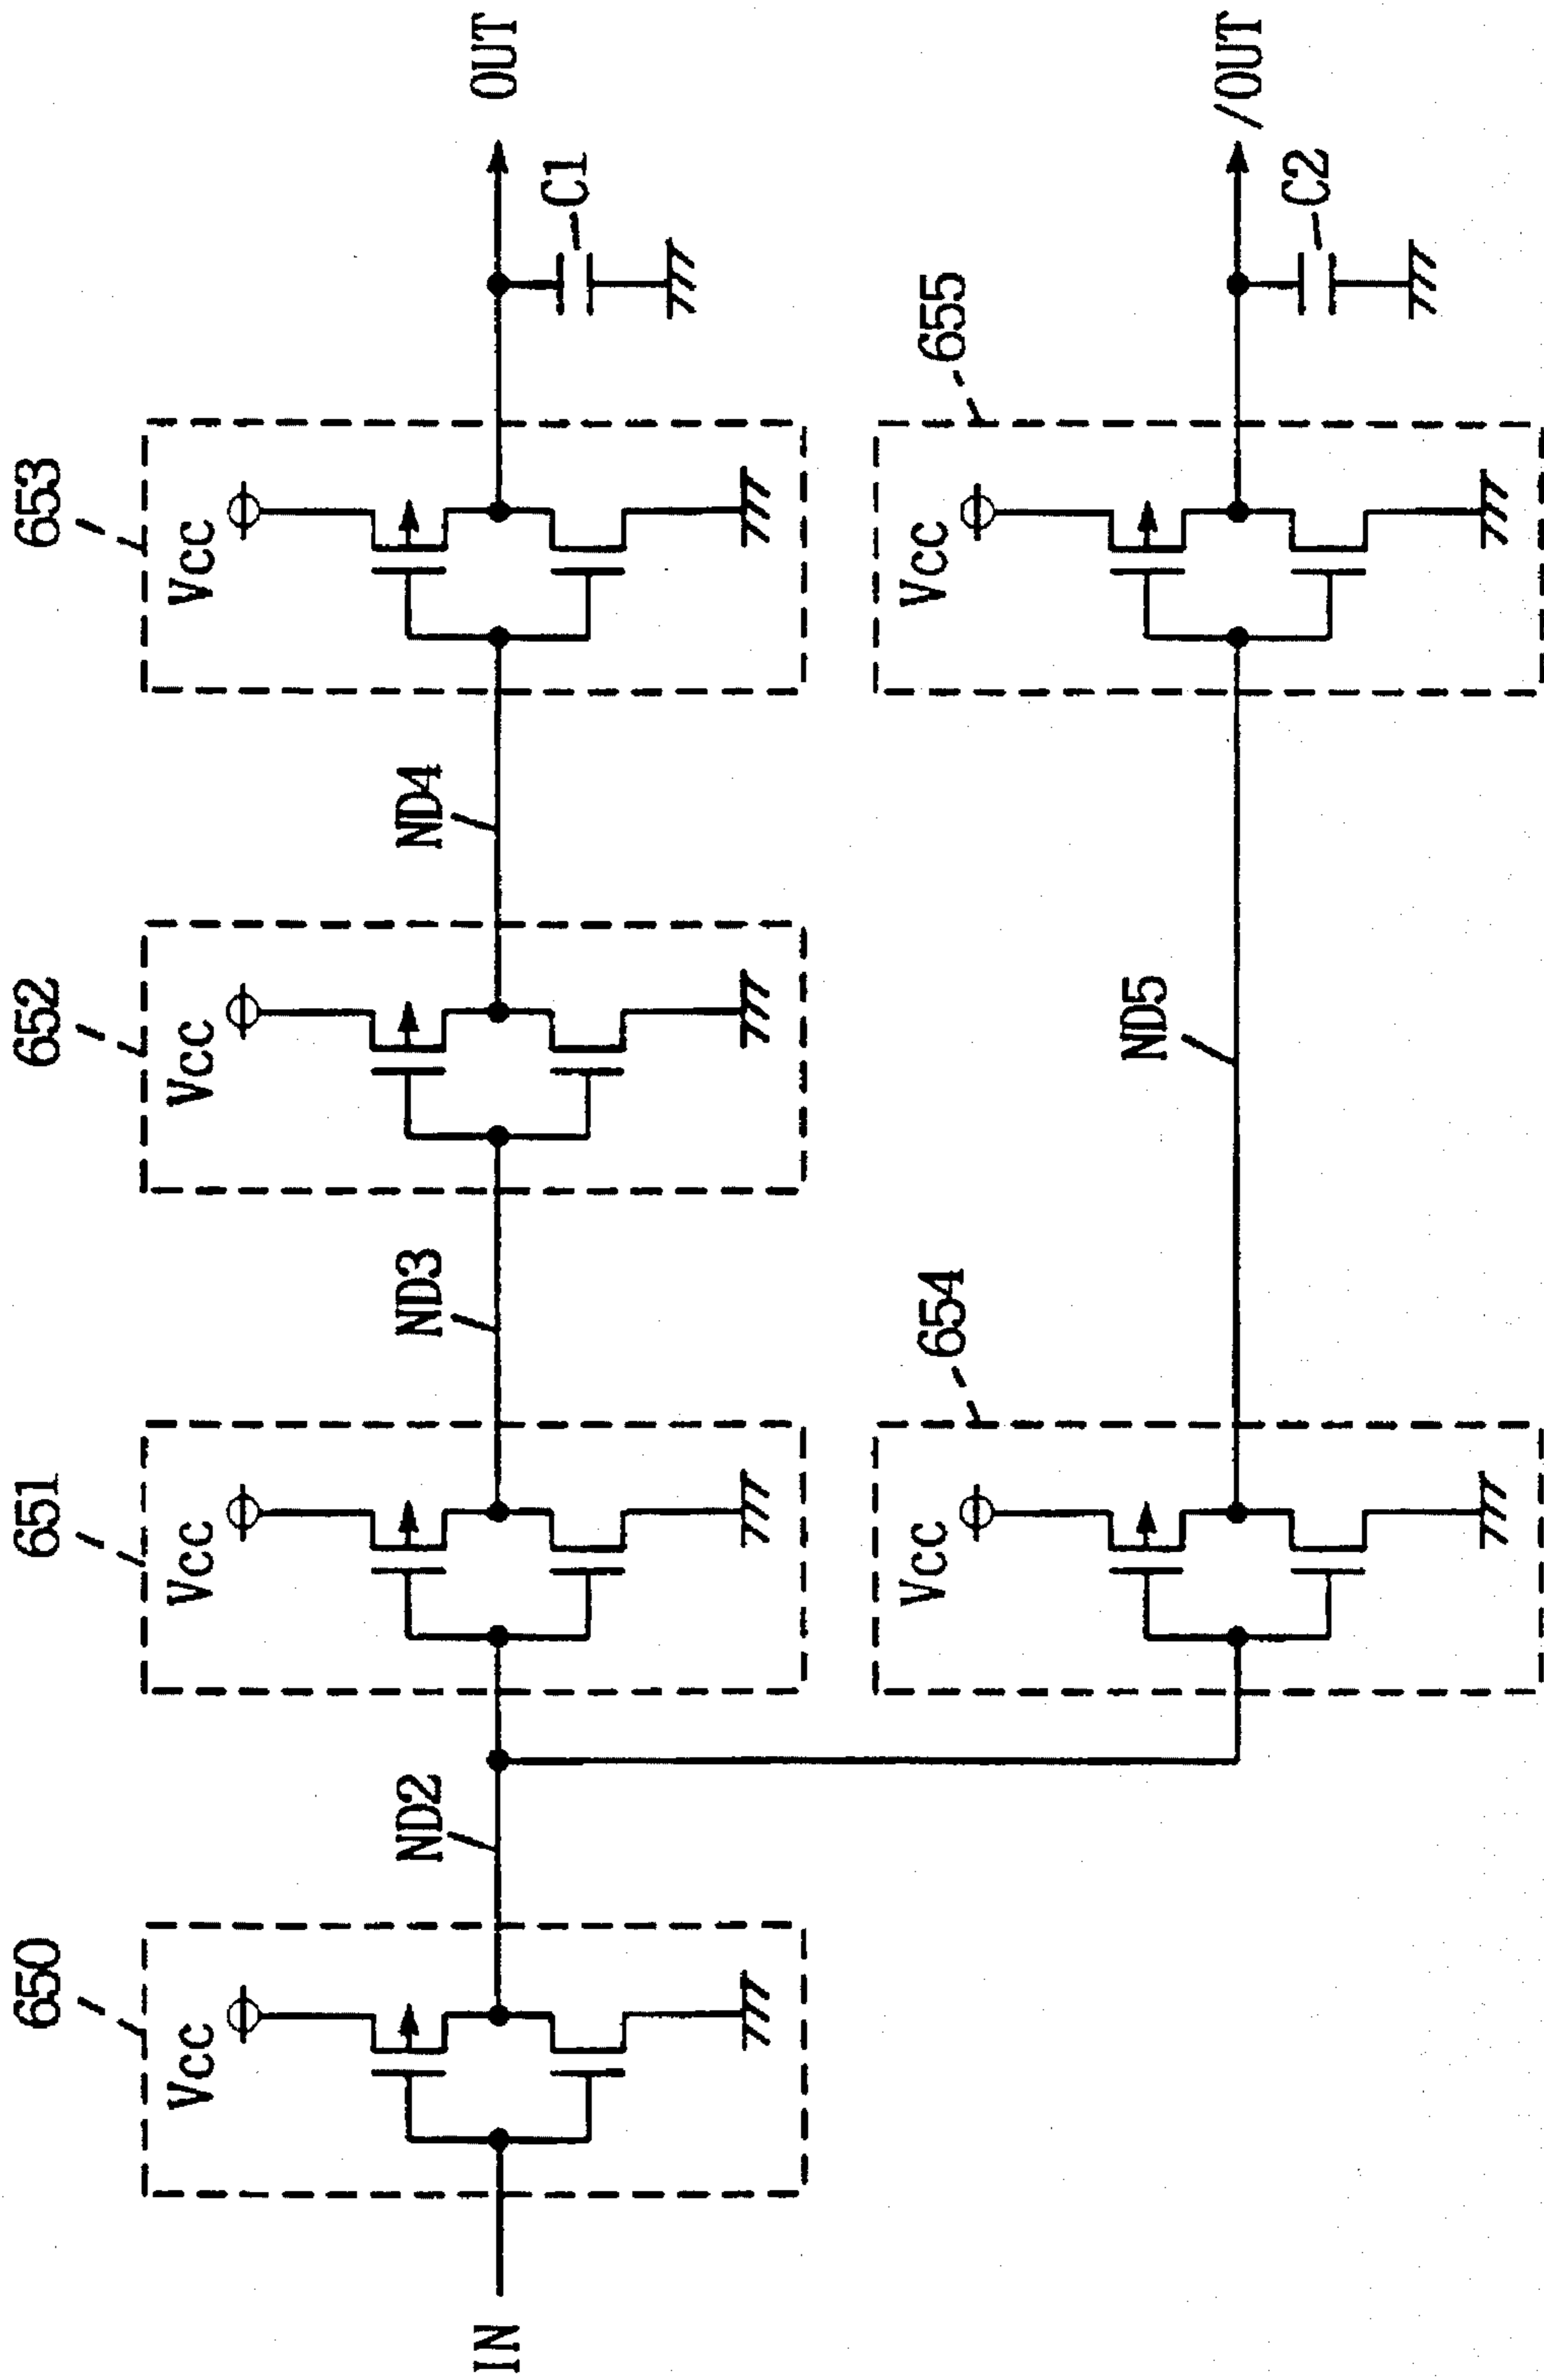 650
651
652
653
Vcc
Vcc
Vcc
Vcc
IN
ND2
ND3
ND4
OUT
C1
654
655
Vcc
Vcc
ND5
/OUT
C2